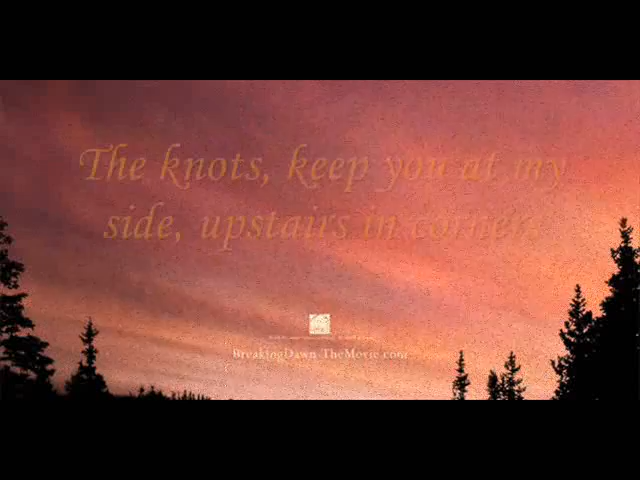 The knots, keep you at my
side, upstairs in corners
BreakingDawn-TheMovie.com